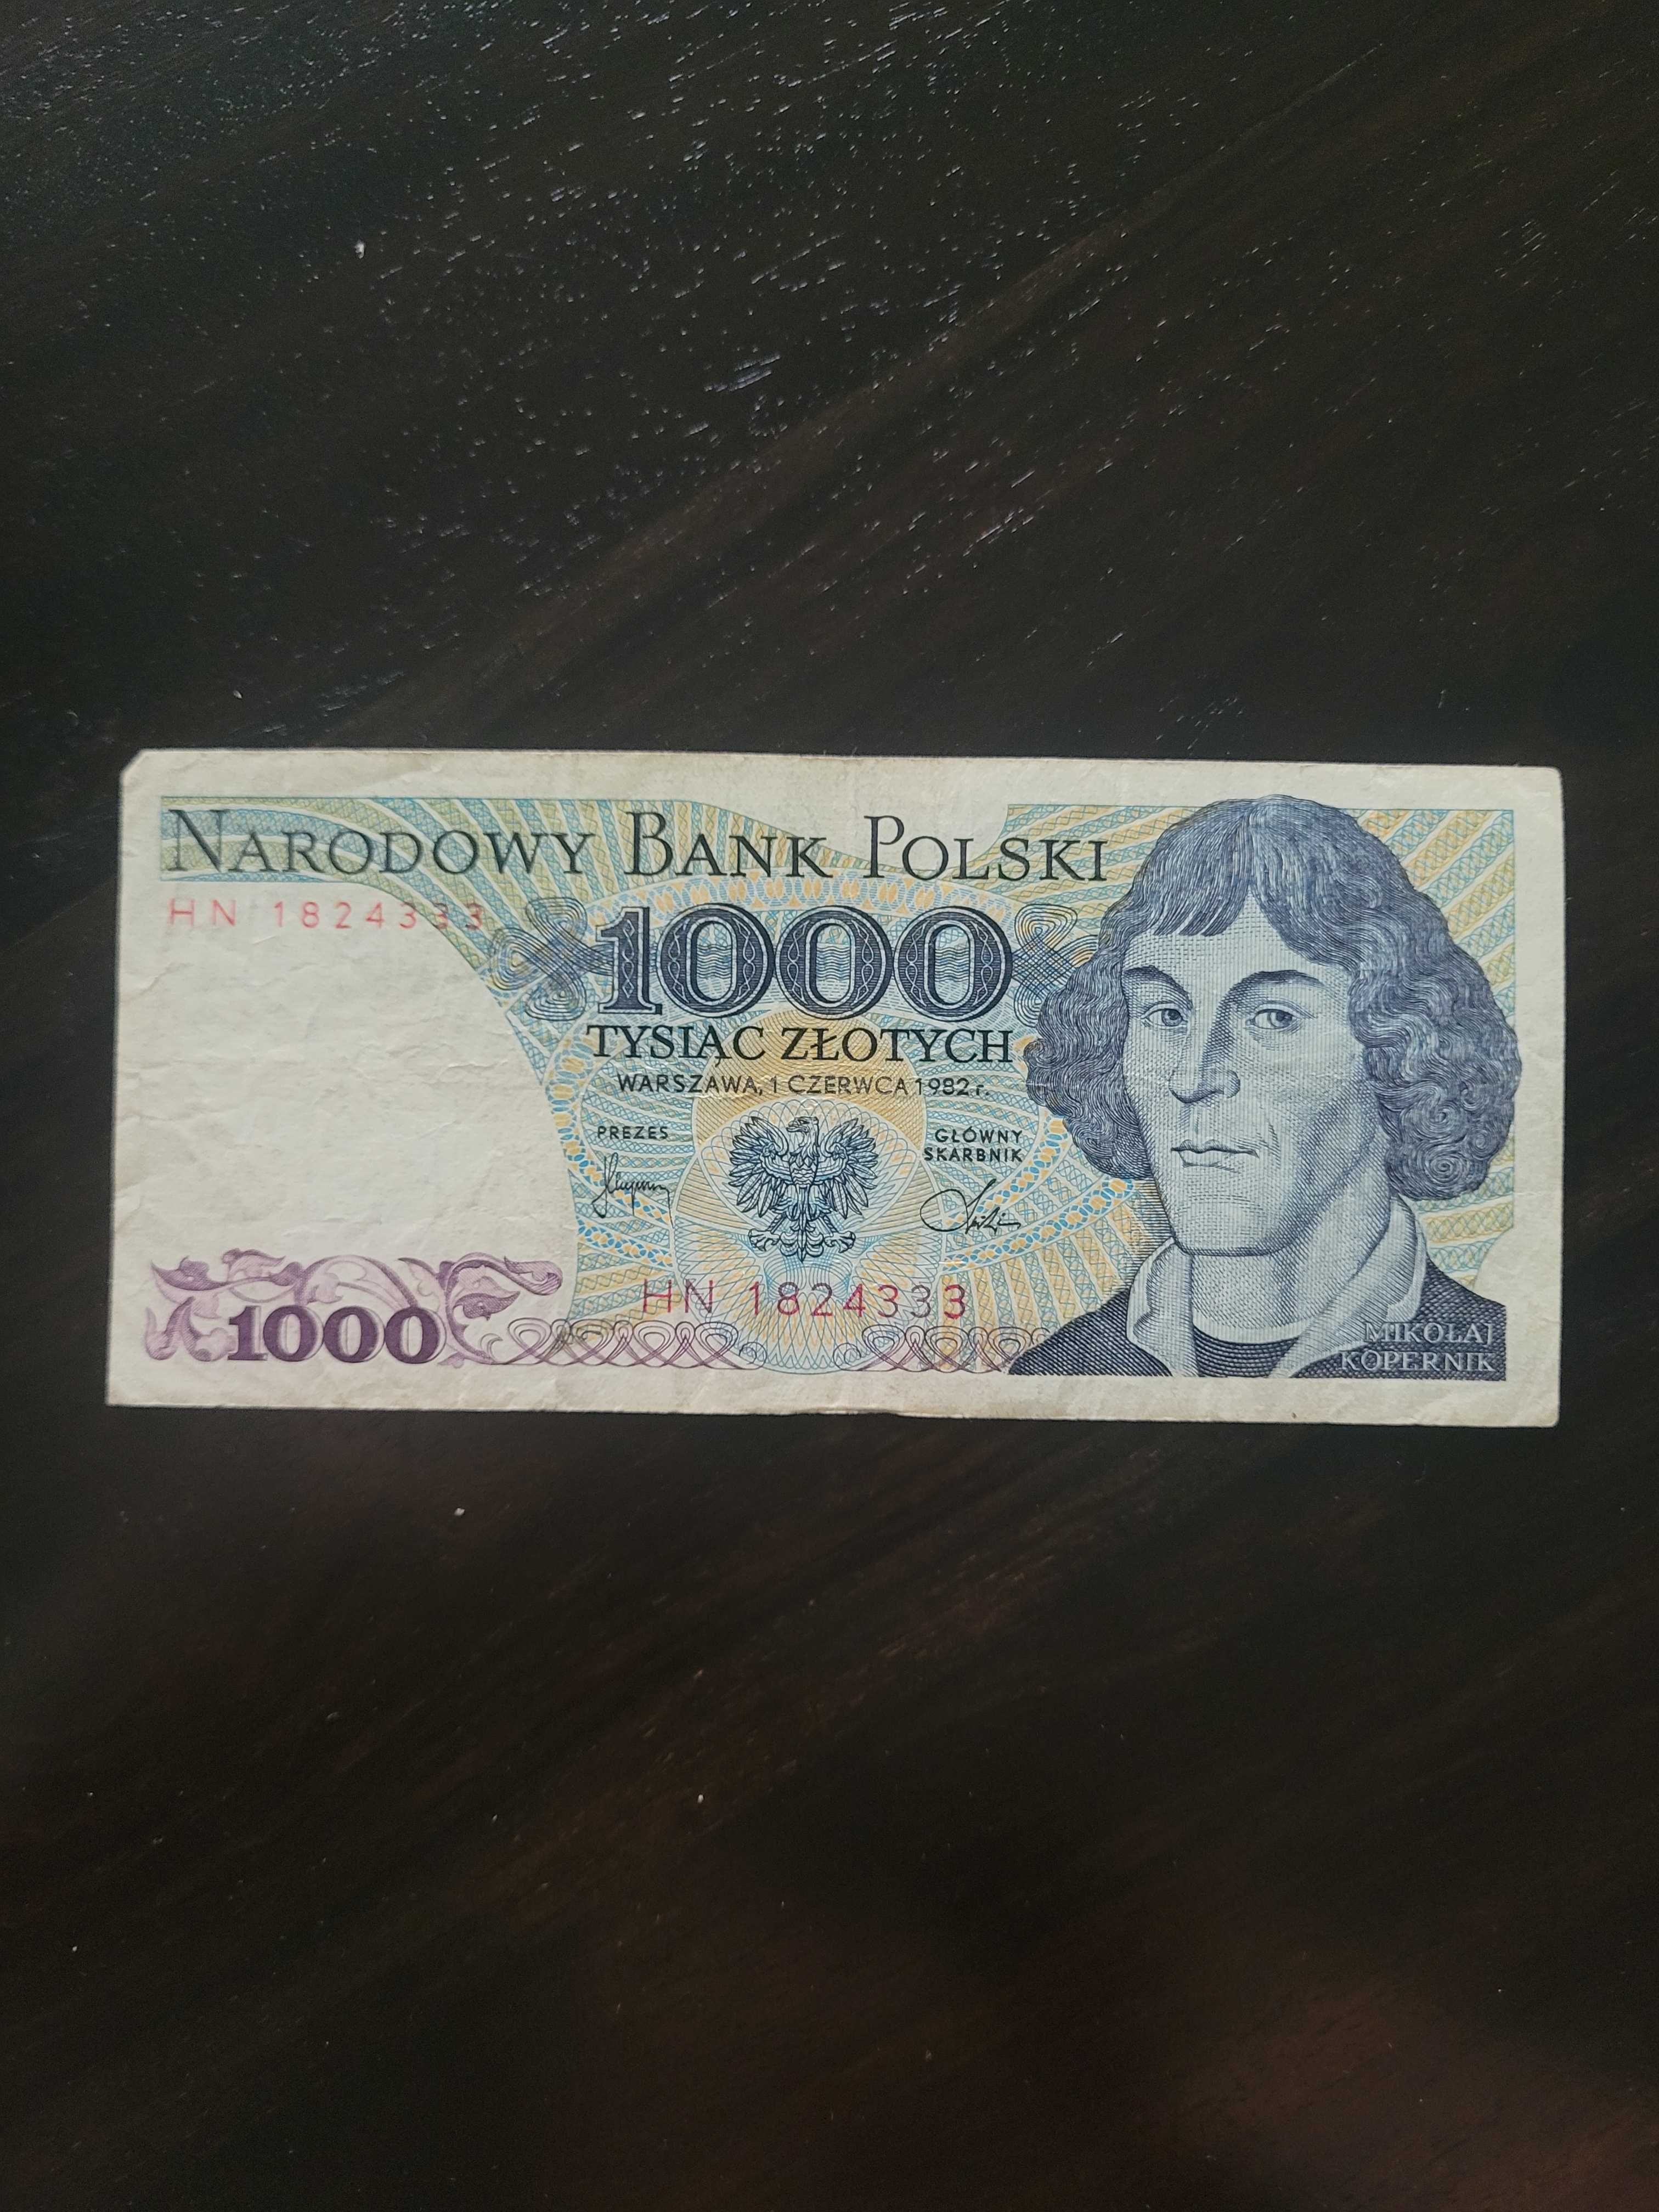 NARODOWY BANK POLSKI
HN 1824333
1000
TYSIĄC ZŁOTYCH
WARSZAWA, 1 CZERWCA 1982 r.
PREZES
GŁÓWNY
SKARBNIK
HN 1824333
1000
MIKOŁAJ
KOPERNIK